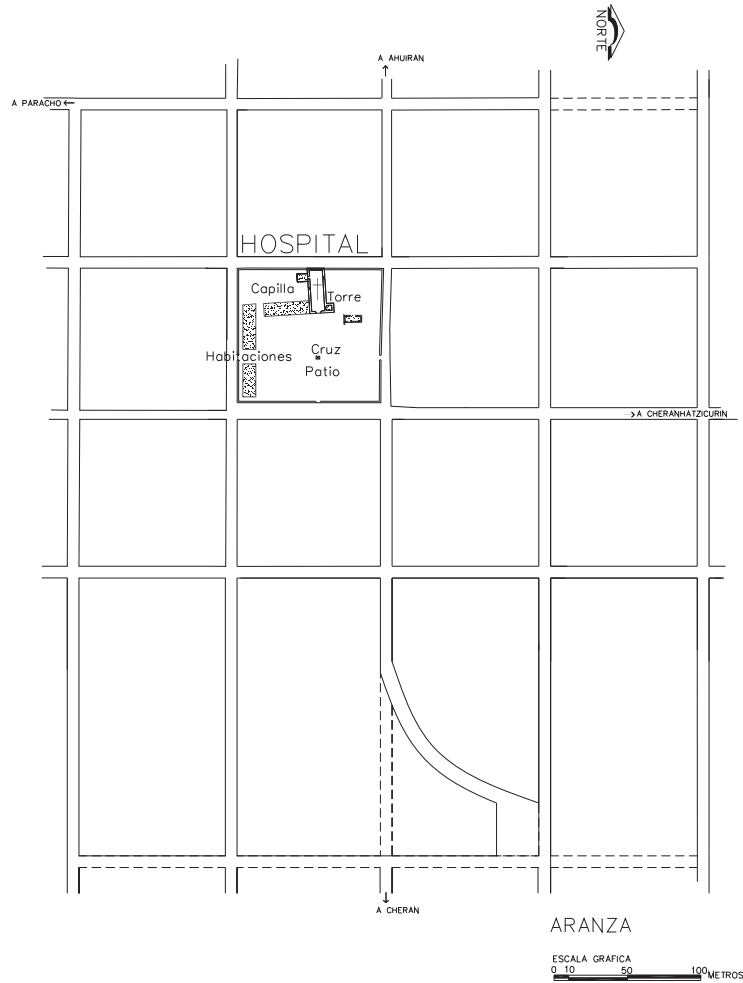 NORTE
A AHUIRAN
A PARACHO
HOSPITAL
Capilla
Torre
Habitaciones
Cruz
Patio
A CHERANHATZICURIN
A CHERAN
ARANZA
ESCALA GRAFICA
0 10 50 100 METROS